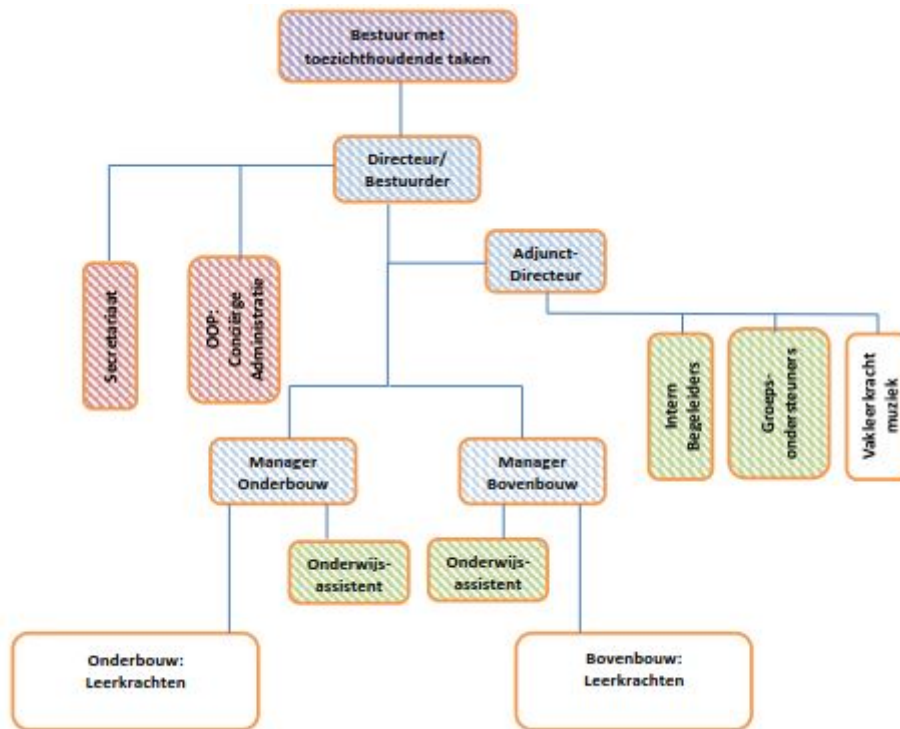 Bestuur met
toezichthoudende taken
Directeur/
Bestuurder
Adjunct-
Directeur
Secretariaat
OOP:
Conciërge
Administratie
Intern
Begeleiders
Groeps-
ondersteuners
Vakleerkracht
muziek
Manager
Onderbouw
Manager
Bovenbouw
Onderwijs-
assistent
Onderwijs-
assistent
Onderbouw:
Leerkrachten
Bovenbouw:
Leerkrachten